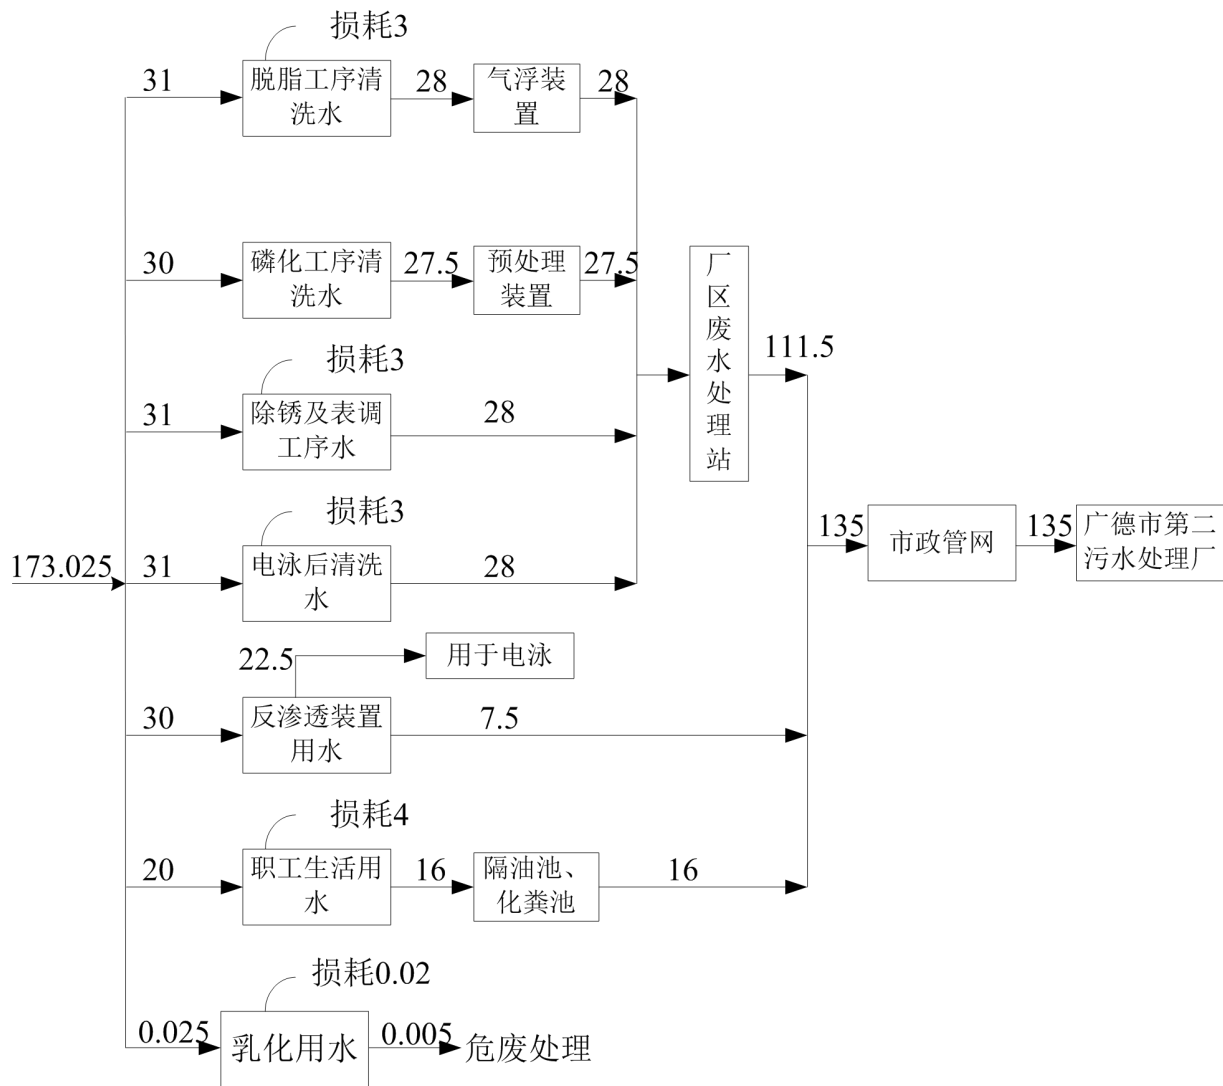 损耗3
31
脱脂工序清
洗水
28
气浮装
置
28
30
磷化工序清
洗水
27.5
预处理
装置
27.5
厂
区
废
水
处
理
站
111.5
损耗3
31
除锈及表调
工序水
28
损耗3
173.025
31
电泳后清洗
水
28
135
市政管网
135
广德市第二
污水处理厂
22.5
用于电泳
30
反渗透装置
用水
7.5
损耗4
20
职工生活用
水
16
隔油池、
化粪池
16
损耗0.02
0.025
乳化用水
0.005
危废处理